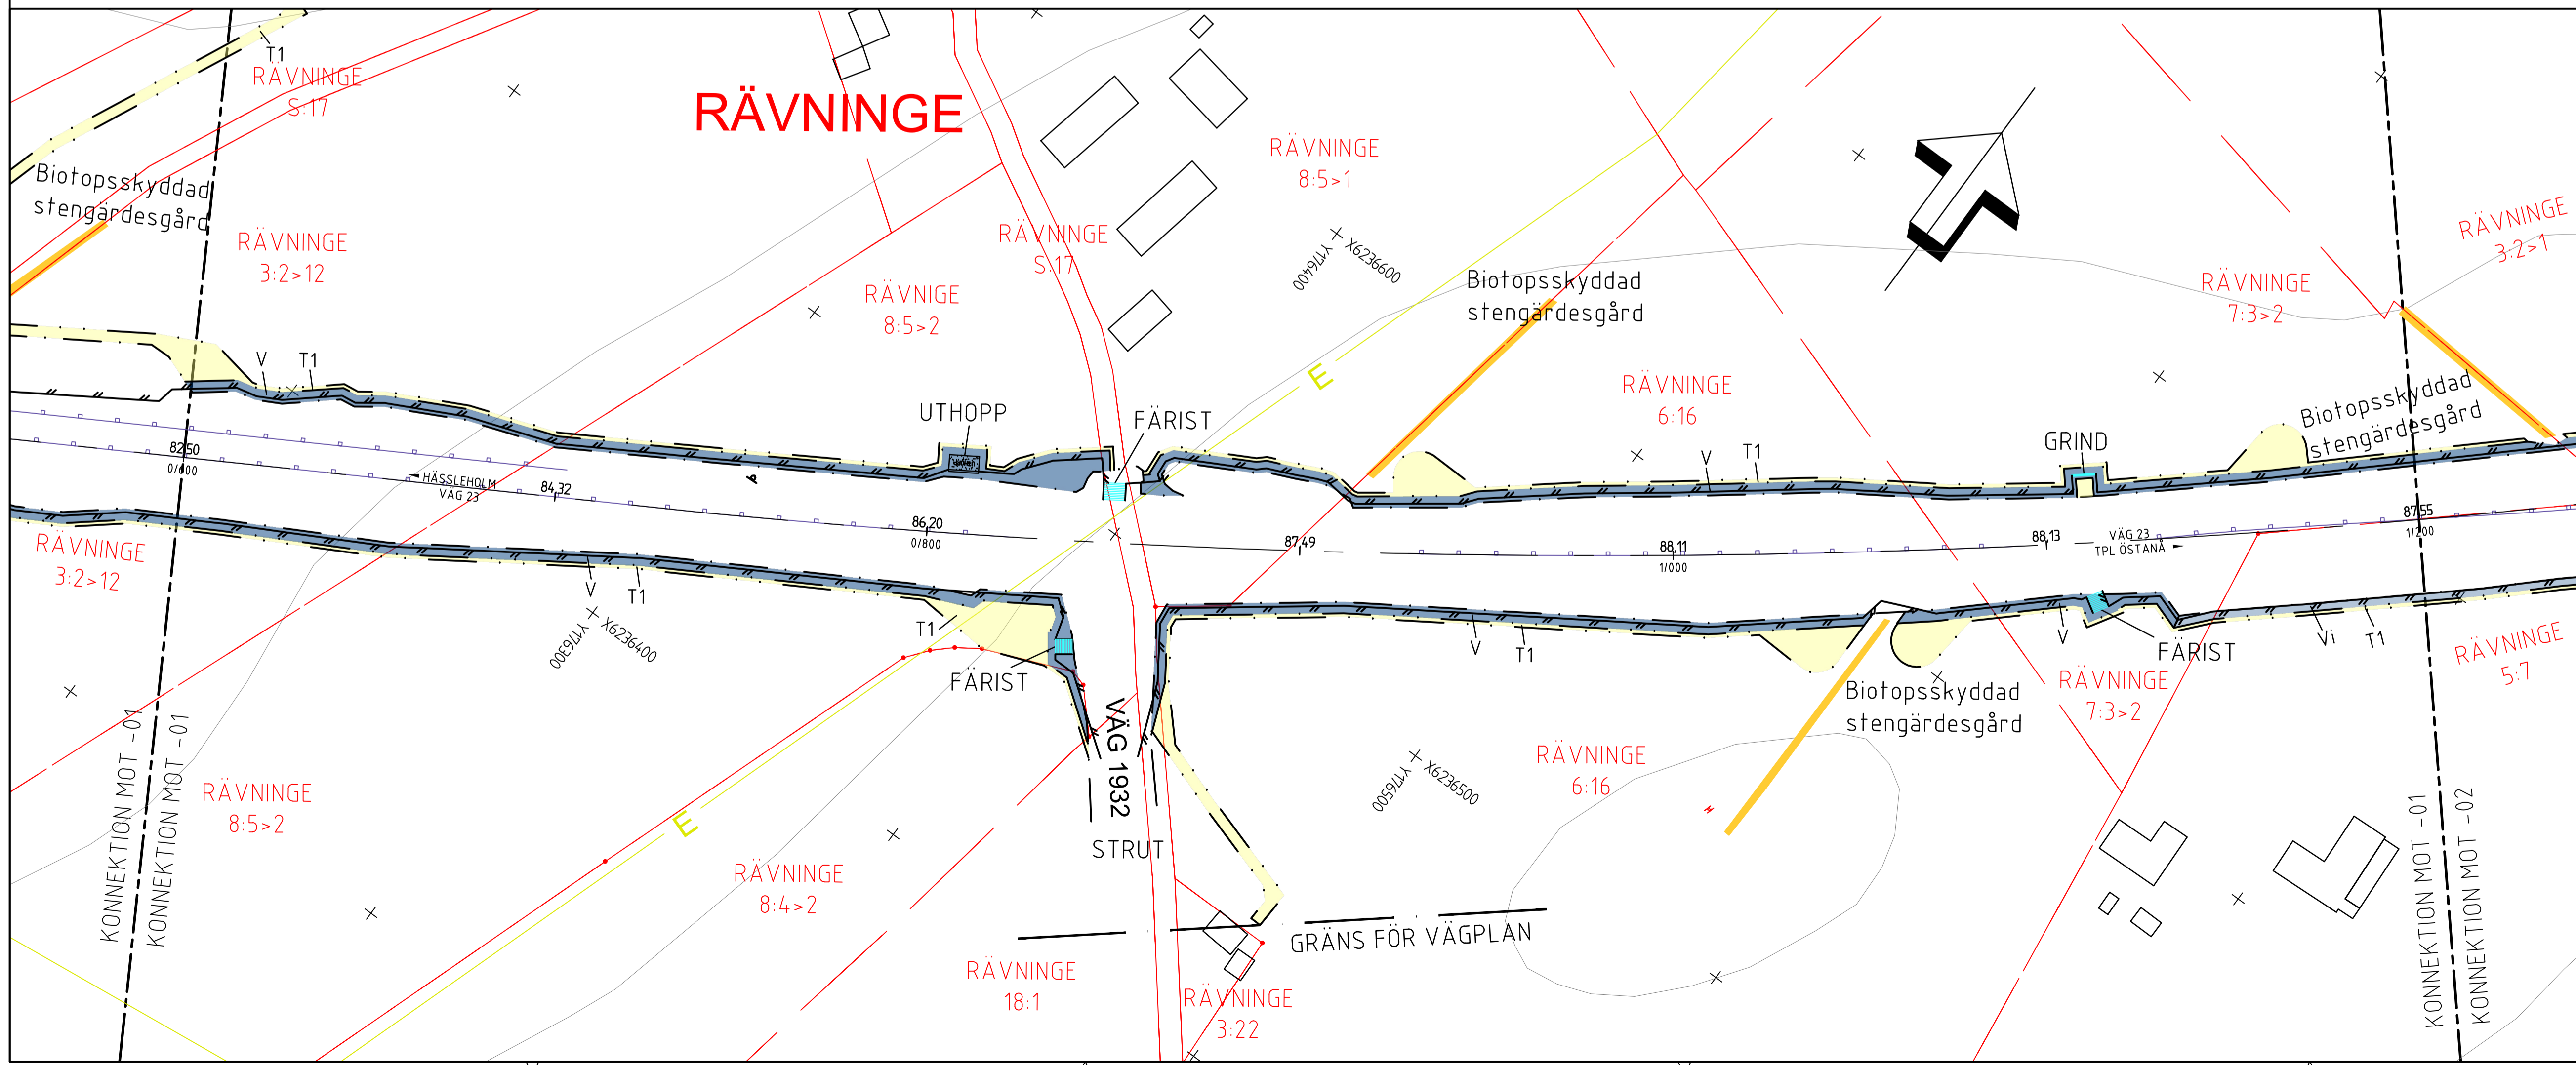 T1
RÄVNINGE
S:17
RÄVNINGE
Biotopsskyddad
stengärdesgård
RÄVNINGE
3:2>12
RÄVNINGE
8:5>1
RÄVNINGE
S:17
RÄVNIGE
8:5>2
X6236600
Y176400
Biotopsskyddad
stengärdesgård
RÄVNINGE
6:16
RÄVNINGE
7:3>2
RÄVNINGE
3:2>1
Biotopsskyddad
stengärdesgård
V
T1
UTHOPP
FÄRIST
E
V
T1
GRIND
82,50
0/600
HÄSSLEHOLM
VÄG 23
84,32
86,20
0/800
87,49
88,11
1/000
88,13
VÄG 23
TPL ÖSTANÅ
87,55
1/200
RÄVNINGE
3:2>12
V
T1
X6236400
Y176300
T1
FÄRIST
V
T1
V
FÄRIST
Vi
T1
RÄVNINGE
5:7
Biotopsskyddad
stengärdesgård
RÄVNINGE
7:3>2
RÄVNINGE
6:16
X6236500
Y176500
VÄG 1932
STRUT
E
KONNEKTION MOT -01
KONNEKTION MOT -01
RÄVNINGE
8:5>2
RÄVNINGE
8:4>2
GRÄNS FÖR VÄGPLAN
RÄVNINGE
18:1
RÄVNINGE
3:22
KONNEKTION MOT -01
KONNEKTION MOT -02